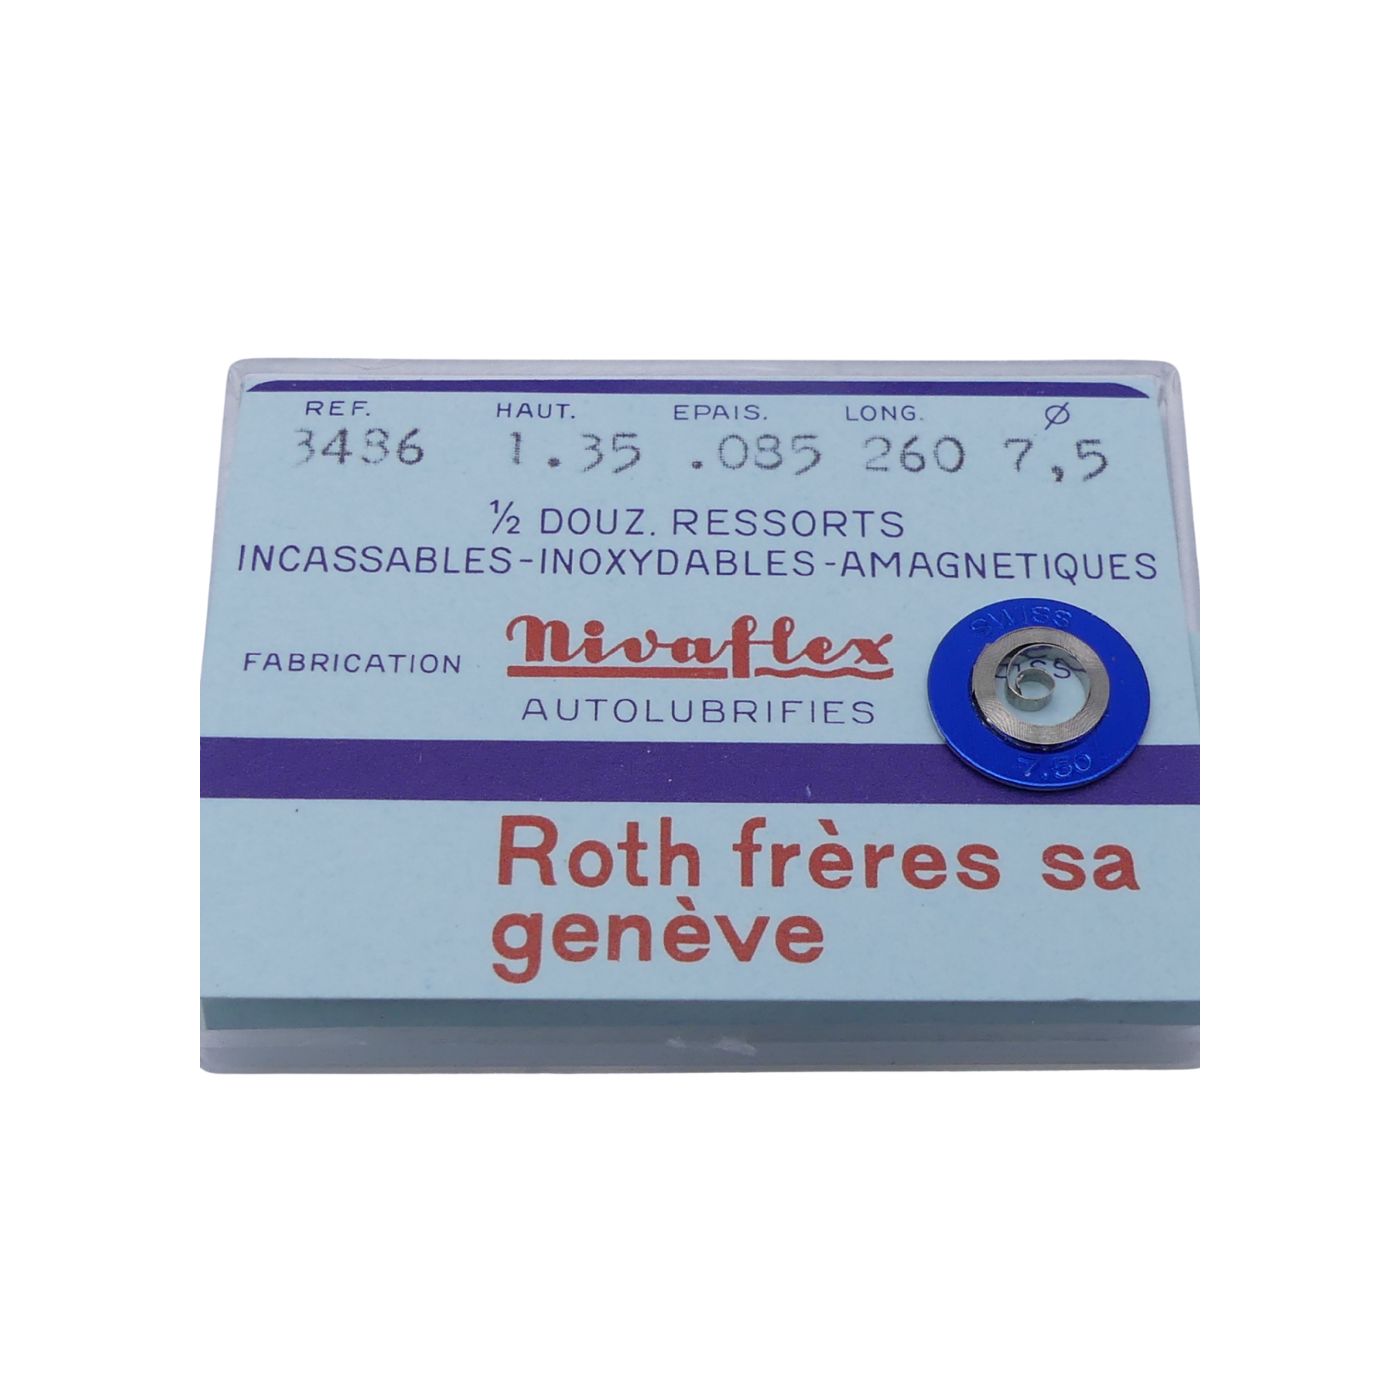 REF. HAUT. EPAIS. LONG. Ø
3486 1.35 .085 260 7,5
½ DOUZ. RESSORTS
INCASSABLES-INOXYDABLES-AMAGNETIQUES
FABRICATION
Nivaflex
AUTOLUBRIFIES
SWISS
7.50
Roth frères sa
genève